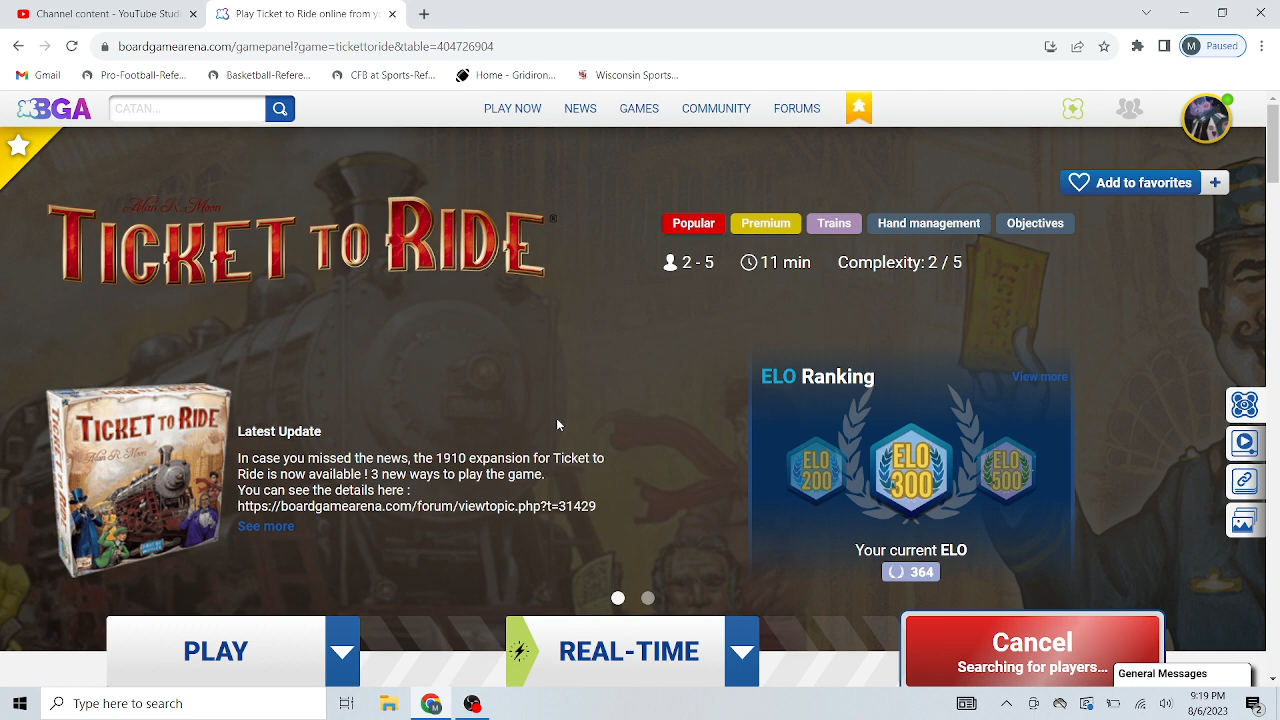 Channel content - YouTube Studi
Play Ticket to Ride online from yo
boardgamearena.com/gamepanel?game=tickettoride&table=404726904
M
Paused
Gmail
Pro-Football-Refe...
Basketball-Refere...
CFB at Sports-Ref...
Home - Gridiron...
Wisconsin Sports...
BGA
CATAN...
PLAY NOW
NEWS
GAMES
COMMUNITY
FORUMS
Add to favorites
+
Alan R. Moon
TICKET TO RIDE®
Popular
Premium
Trains
Hand management
Objectives
2 - 5
11 min
Complexity: 2 / 5
ELO Ranking
View more
TICKET TO RIDE
Alan R. Moon
Latest Update
In case you missed the news, the 1910 expansion for Ticket to
Ride is now available ! 3 new ways to play the game.
You can see the details here :
https://boardgamearena.com/forum/viewtopic.php?t=31429
See more
ELO
200
ELO
300
ELO
500
Your current ELO
364
PLAY
REAL-TIME
Cancel
Searching for players...
General Messages
Type here to search
M
9:19 PM
8/6/2023
2